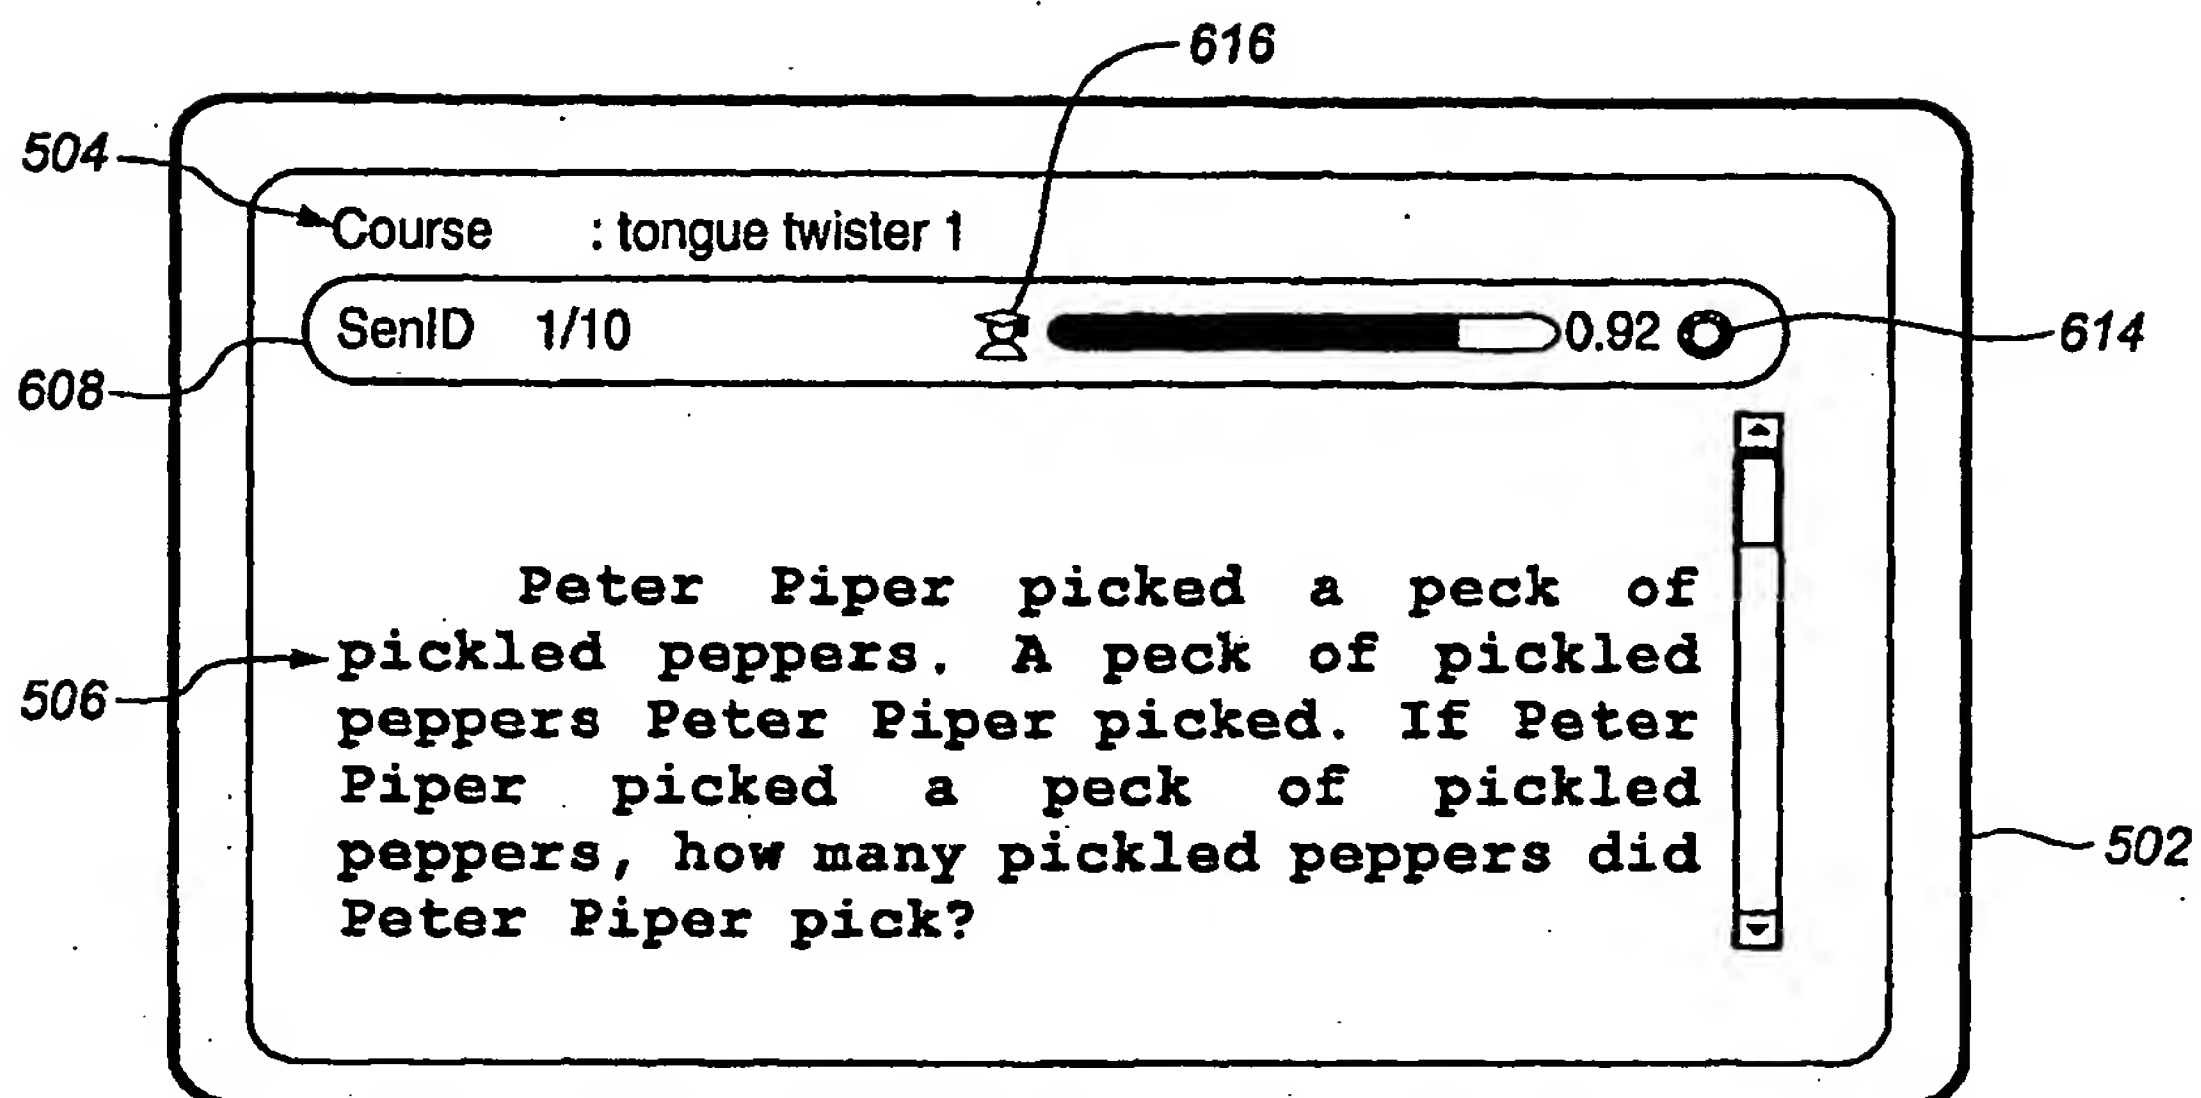 616
504
Course : tongue twister 1
SenID 1/10 0.92
614
608
Peter Piper picked a peck of
pickled peppers. A peck of pickled
506
peppers Peter Piper picked. If Peter
Piper picked a peck of pickled
peppers, how many pickled peppers did
502
Peter Piper pick?